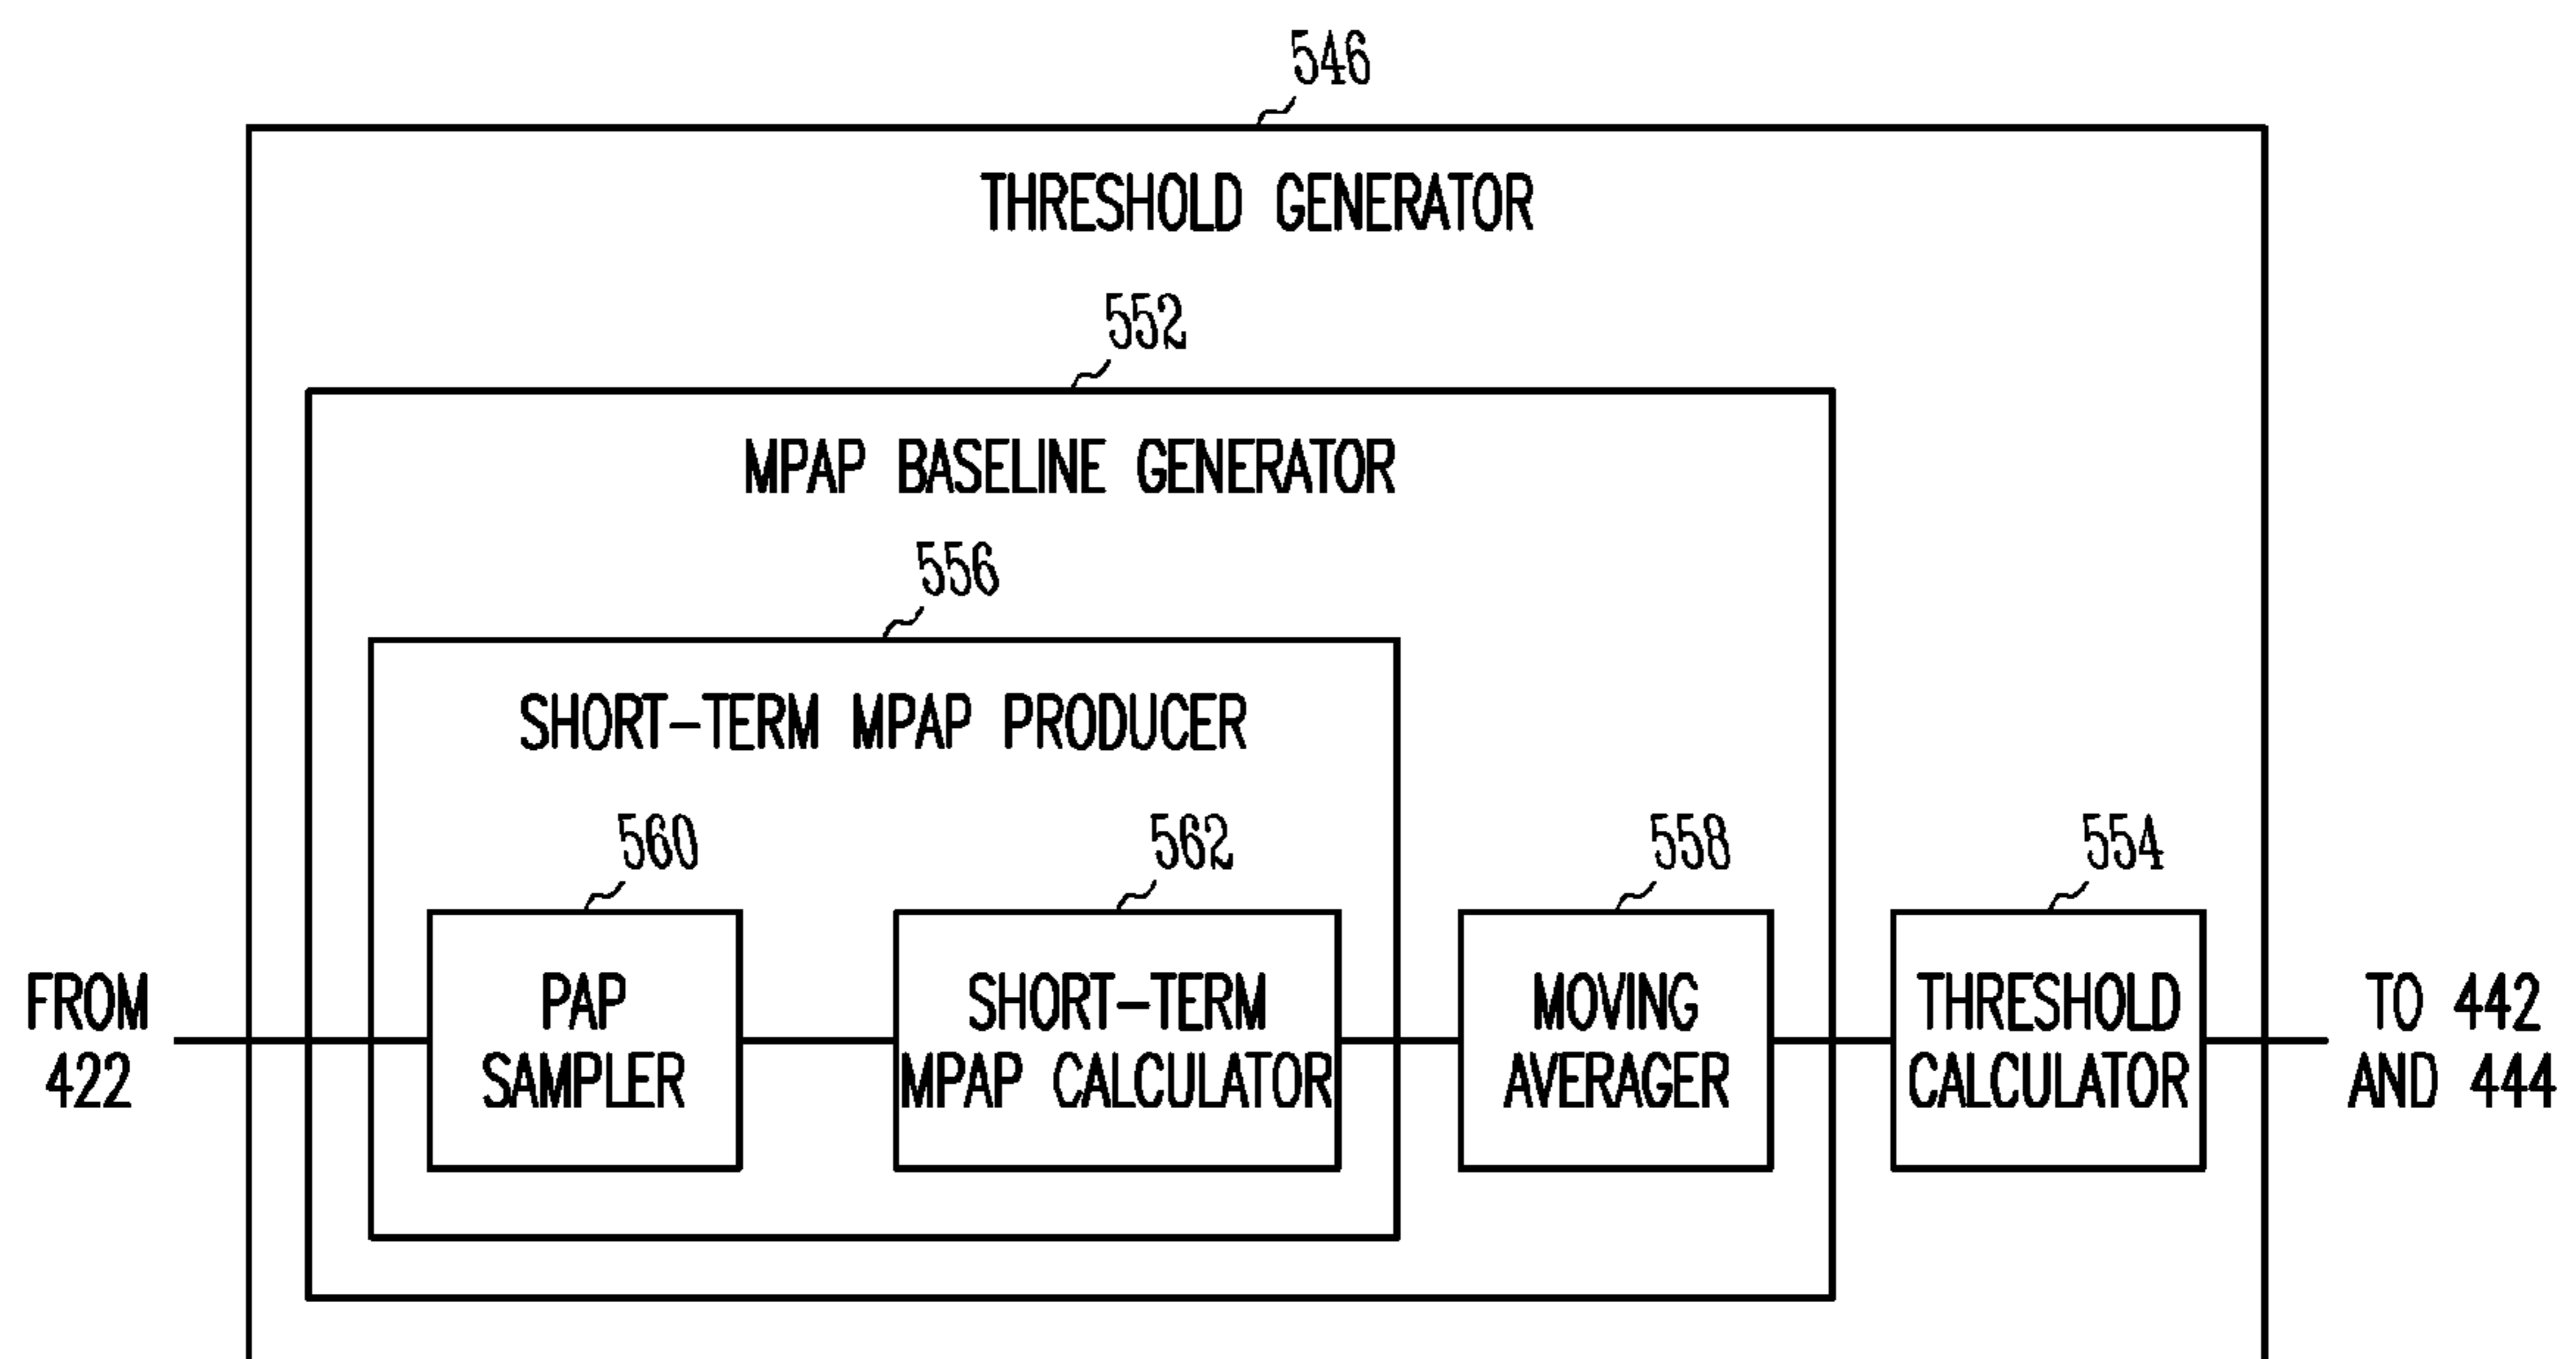 546
THRESHOLD GENERATOR
552
MPAP BASELINE GENERATOR
556
SHORT-TERM MPAP PRODUCER
560
562
558
554
FROM
422
PAP
SAMPLER
SHORT-TERM
MPAP CALCULATOR
MOVING
AVERAGER
THRESHOLD
CALCULATOR
TO 442
AND 444